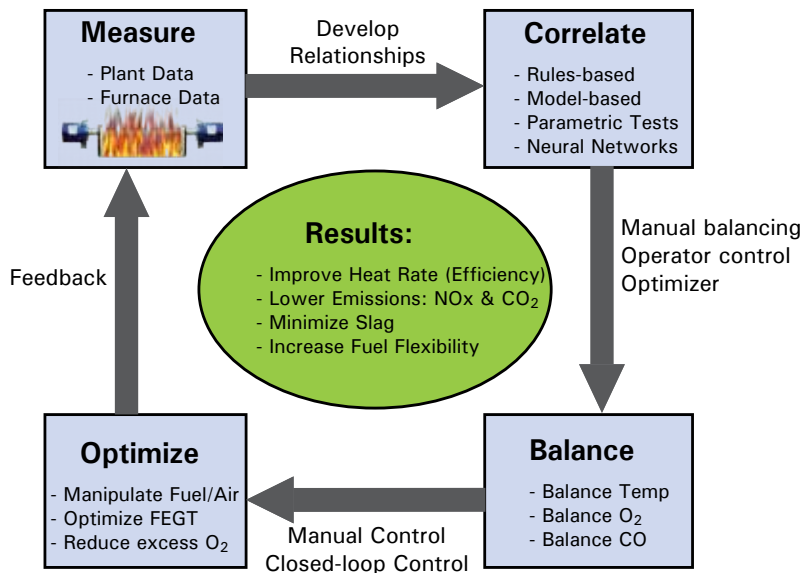 Measure
- Plant Data
- Furnace Data
Develop
Relationships
Correlate
- Rules-based
- Model-based
- Parametric Tests
- Neural Networks
Manual balancing
Operator control
Optimizer
Results:
- Improve Heat Rate (Efficiency)
- Lower Emissions: NOx & CO₂
- Minimize Slag
- Increase Fuel Flexibility
Feedback
Balance
- Balance Temp
- Balance O₂
- Balance CO
Manual Control
Closed-loop Control
Optimize
- Manipulate Fuel/Air
- Optimize FEGT
- Reduce excess O₂